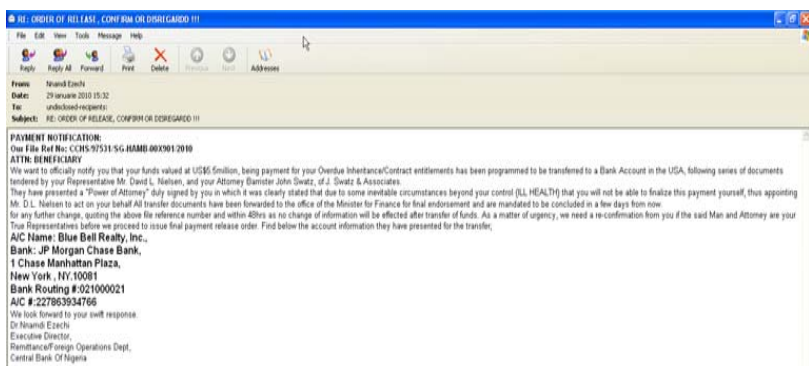 RE: ORDER OF RELEASE, CONFIRM OR DISREGARDD !!!
File Edit View Tools Message Help
Reply Reply All Forward Print Delete Previous Next Addresses
From: Nnamdi Ezechi
Date: 29 ianuarie 2010 15:32
To: undisclosed-recipients:
Subject: RE: ORDER OF RELEASE, CONFIRM OR DISREGARDD !!!
PAYMENT NOTIFICATION:
Our File Ref No: CCHS/97531/SG-HAMB-00X901/2010
ATTN: BENEFICIARY
We want to officially notify you that your funds valued at US$5.5million, being payment for your Overdue Inheritance/Contract entitlements has been programmed to be transferred to a Bank Account in the USA, following series of documents
tendered by your Representative Mr. David L. Nielsen, and your Attorney Barrister John Swatz, of J. Swatz & Associates.
They have presented a "Power of Attorney" duly signed by you in which it was clearly stated that due to some inevitable circumstances beyond your control (ILL HEALTH) that you will not be able to finalize this payment yourself, thus appointing
Mr. D.L. Nielsen to act on your behalf All transfer documents have been forwarded to the office of the Minister for Finance for final endorsement and are mandated to be concluded in a few days from now.
for any further change, quoting the above file reference number and within 48hrs as no change of information will be effected after transfer of funds. As a matter of urgency, we need a re-confirmation from you if the said Man and Attorney are your
True Representatives before we proceed to issue final payment release order. Find below the account information they have presented for the transfer;
A/C Name: Blue Bell Realty, Inc.,
Bank: JP Morgan Chase Bank,
1 Chase Manhattan Plaza,
New York , NY.10081
Bank Routing #:021000021
A/C #:227863934766
We look forward to your swift response.
Dr.Nnamdi Ezechi
Executive Director,
Remittance/Foreign Operations Dept,
Central Bank Of Nigeria